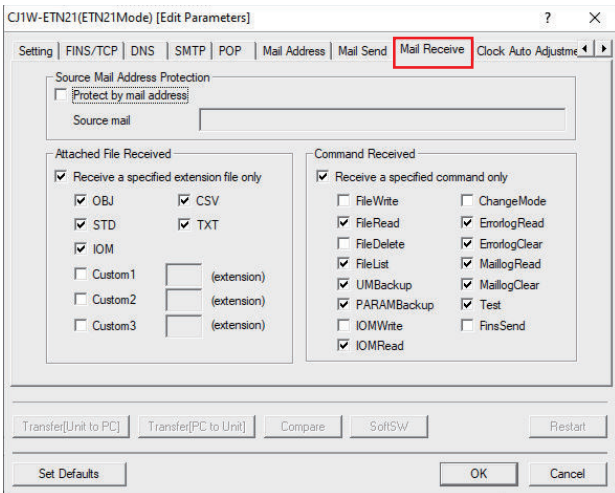 CJ1W-ETN21(ETN21Mode) [Edit Parameters]
Setting FINS/TCP DNS SMTP POP Mail Address Mail Send Mail Receive Clock Auto Adjustme
Source Mail Address Protection
Protect by mail address
Source mail
Attached File Received
Receive a specified extension file only
OBJ CSV
STD TXT
IOM
Custom1 (extension)
Custom2 (extension)
Custom3 (extension)
Command Received
Receive a specified command only
FileWrite ChangeMode
FileRead ErrorlogRead
FileDelete ErrorlogClear
FileList MaillogRead
UMBackup MaillogClear
PARAMBackup Test
IOMWrite FinsSend
IOMRead
Transfer[Unit to PC] Transfer[PC to Unit] Compare SoftSW Restart
Set Defaults OK Cancel